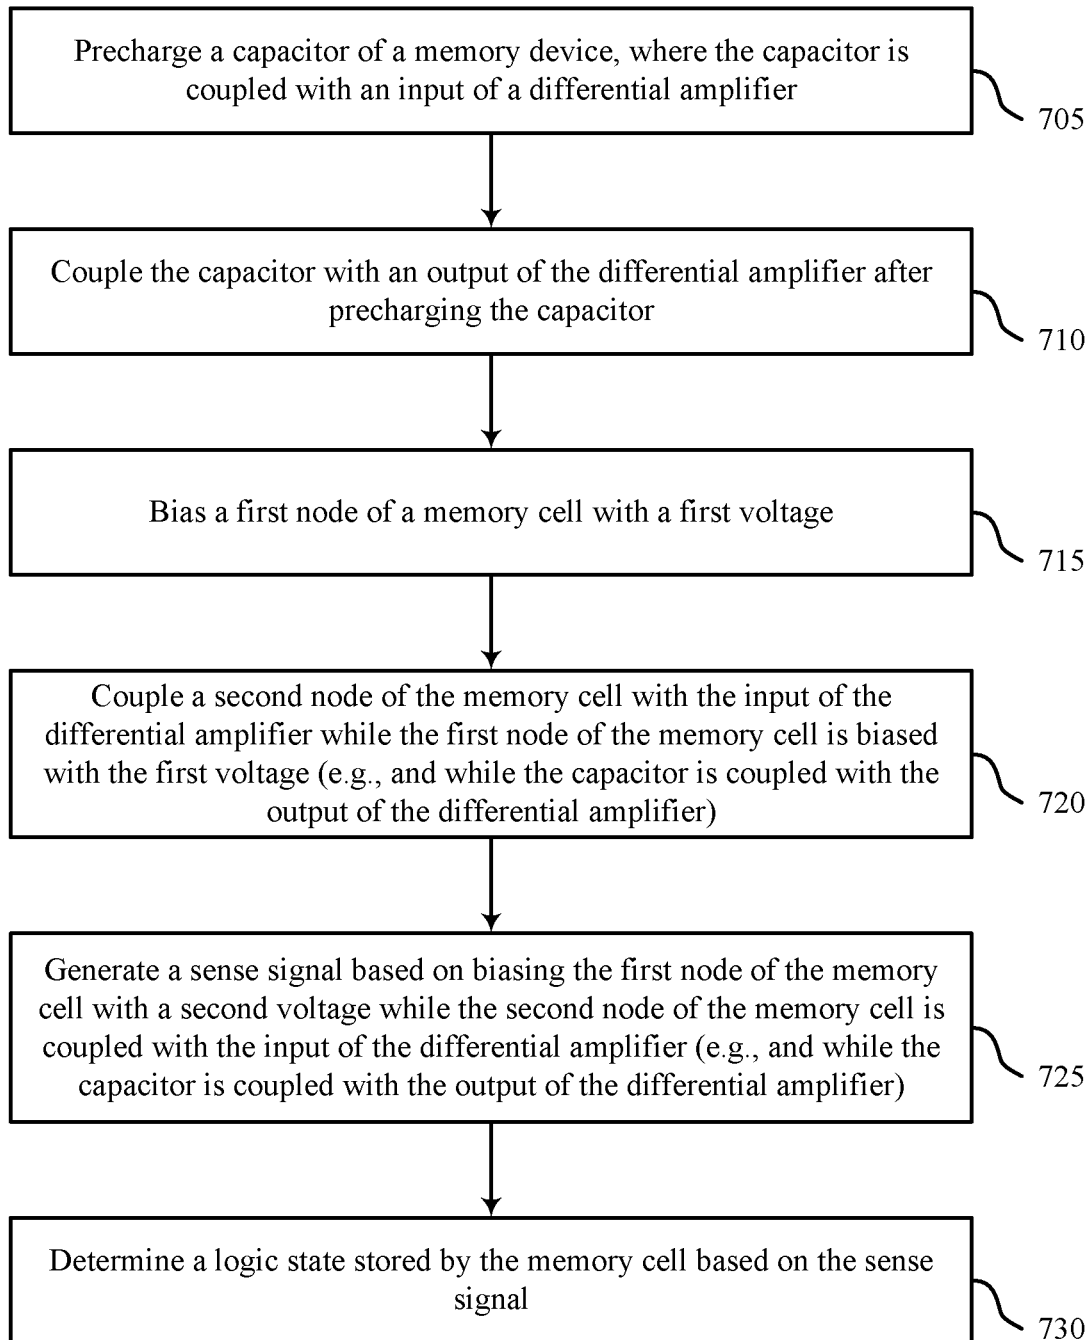 Precharge a capacitor of a memory device, where the capacitor is
coupled with an input of a differential amplifier
705
Couple the capacitor with an output of the differential amplifier after
precharging the capacitor
710
Bias a first node of a memory cell with a first voltage
715
Couple a second node of the memory cell with the input of the
differential amplifier while the first node of the memory cell is biased
with the first voltage (e.g., and while the capacitor is coupled with the
output of the differential amplifier)
720
Generate a sense signal based on biasing the first node of the memory
cell with a second voltage while the second node of the memory cell is
coupled with the input of the differential amplifier (e.g., and while the
capacitor is coupled with the output of the differential amplifier)
725
Determine a logic state stored by the memory cell based on the sense
signal
730